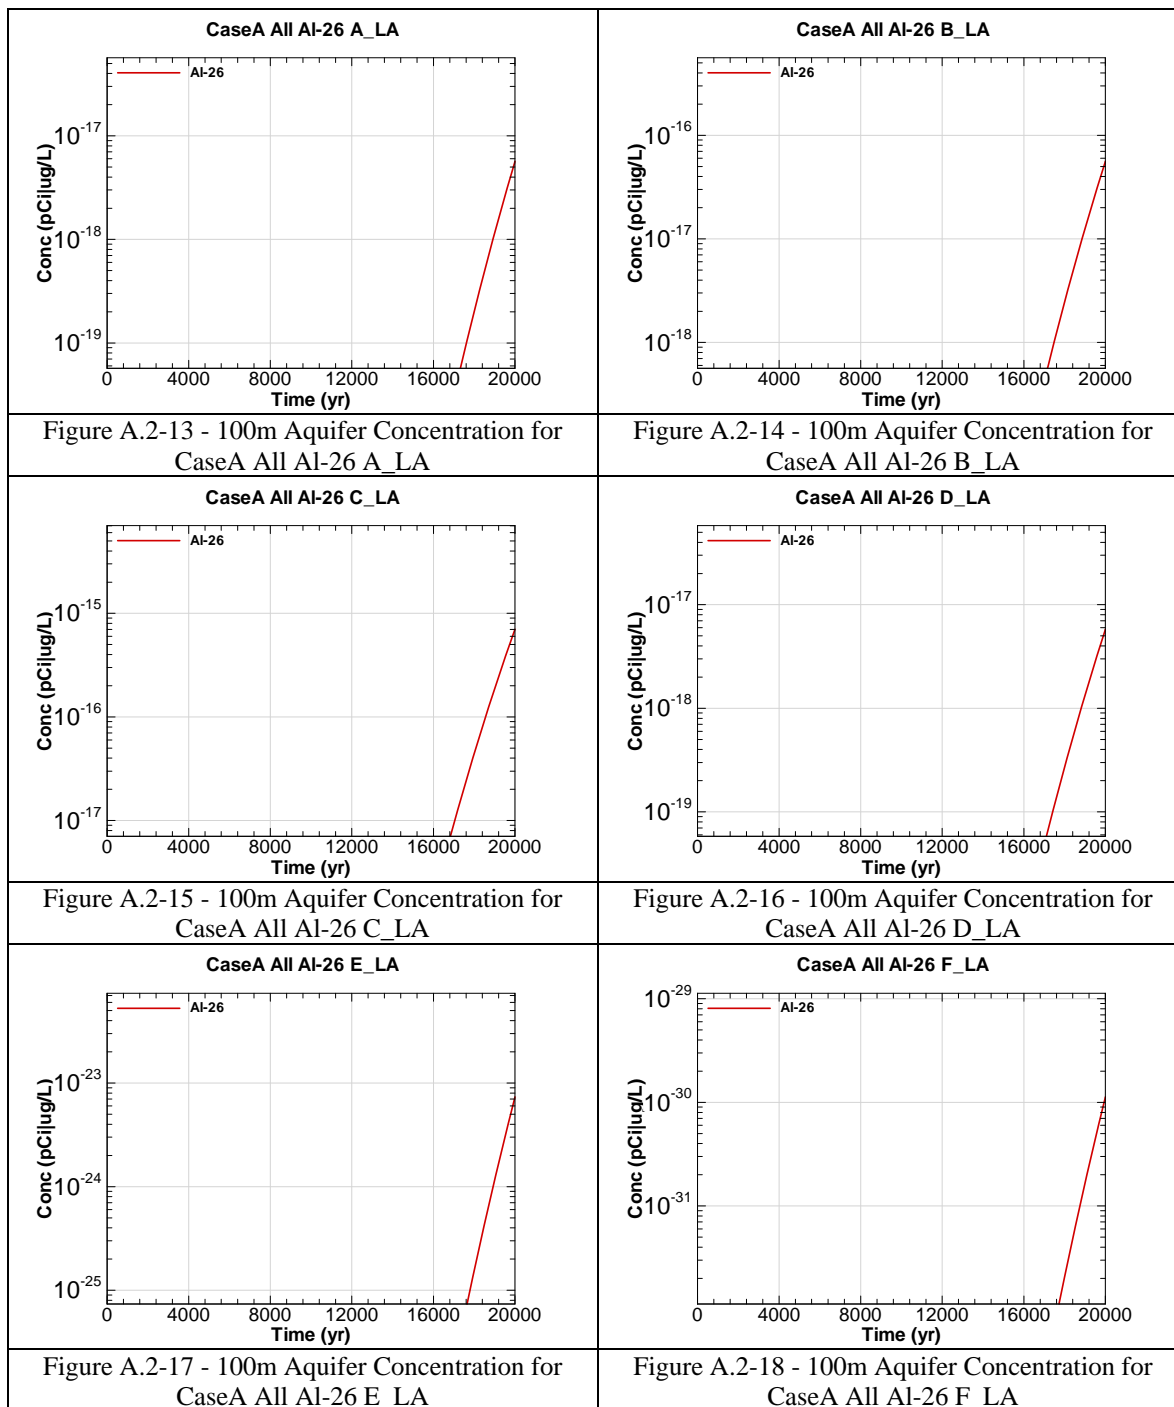 CaseA All Al-26 A_LA
Al-26
Conc (pCi|ug/L)
10-17
10-18
10-19
0 4000 8000 12000 16000 20000
Time (yr)
Figure A.2-13 - 100m Aquifer Concentration for
CaseA All Al-26 A_LA
CaseA All Al-26 B_LA
Al-26
Conc (pCi|ug/L)
10-16
10-17
10-18
0 4000 8000 12000 16000 20000
Time (yr)
Figure A.2-14 - 100m Aquifer Concentration for
CaseA All Al-26 B_LA
CaseA All Al-26 C_LA
Al-26
Conc (pCi|ug/L)
10-15
10-16
10-17
0 4000 8000 12000 16000 20000
Time (yr)
Figure A.2-15 - 100m Aquifer Concentration for
CaseA All Al-26 C_LA
CaseA All Al-26 D_LA
Al-26
Conc (pCi|ug/L)
10-17
10-18
10-19
0 4000 8000 12000 16000 20000
Time (yr)
Figure A.2-16 - 100m Aquifer Concentration for
CaseA All Al-26 D_LA
CaseA All Al-26 E_LA
Al-26
Conc (pCi|ug/L)
10-23
10-24
10-25
0 4000 8000 12000 16000 20000
Time (yr)
Figure A.2-17 - 100m Aquifer Concentration for
CaseA All Al-26 E_LA
CaseA All Al-26 F_LA
Al-26
Conc (pCi|ug/L)
10-29
10-30
10-31
0 4000 8000 12000 16000 20000
Time (yr)
Figure A.2-18 - 100m Aquifer Concentration for
CaseA All Al-26 F_LA